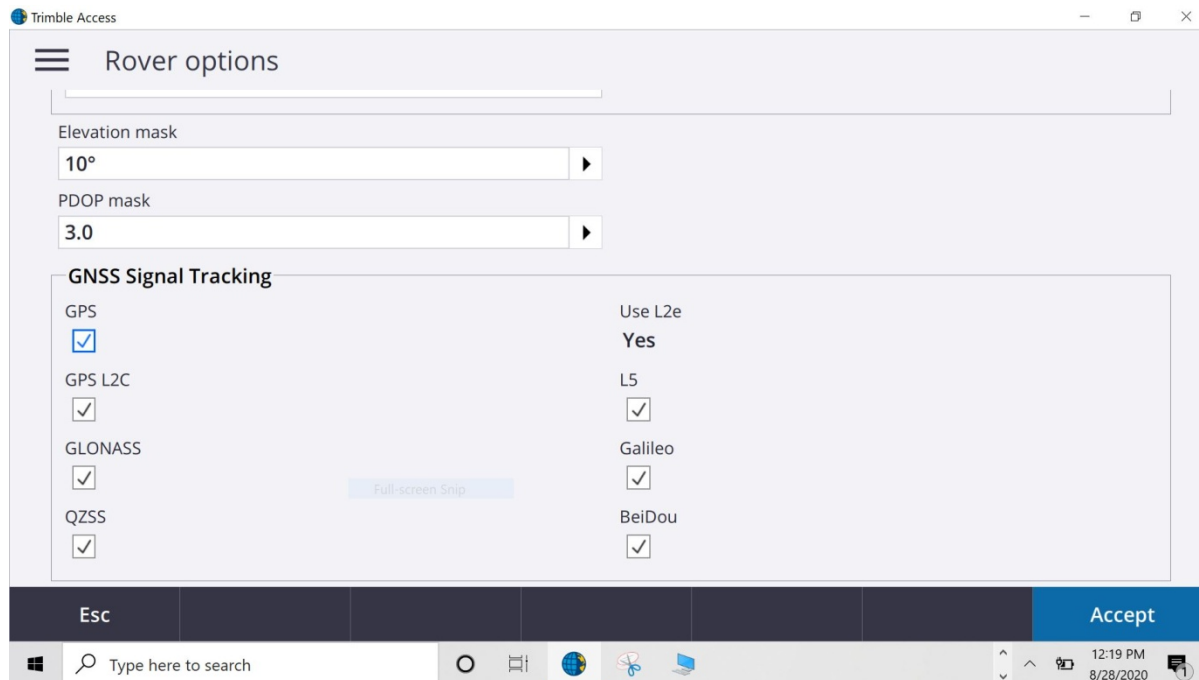 Trimble Access
Rover options
Elevation mask
10°
PDOP mask
3.0
GNSS Signal Tracking
GPS
Use L2e
Yes
GPS L2C
L5
GLONASS
Galileo
Full-screen Snip
QZSS
BeiDou
Esc
Accept
Type here to search
12:19 PM
8/28/2020
1